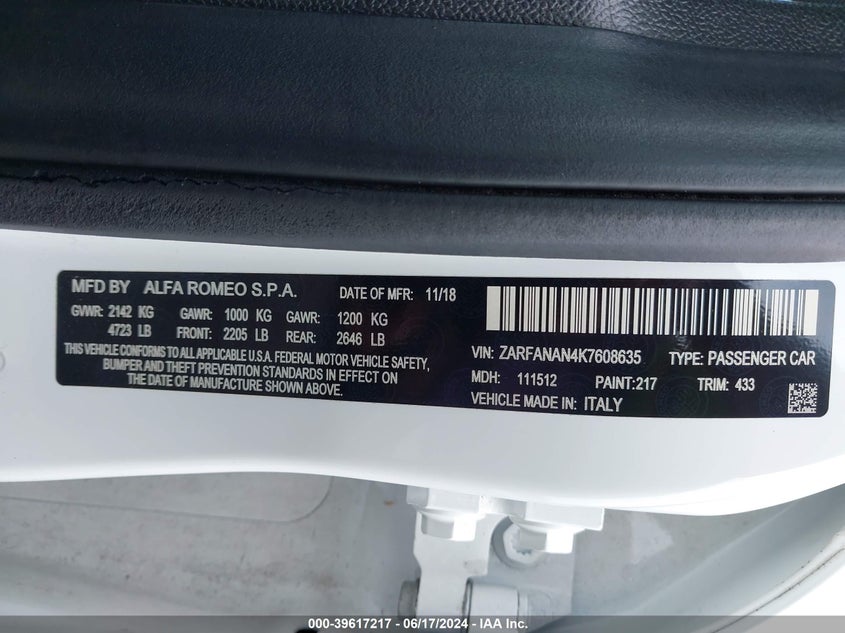 MFD BY ALFA ROMEO S.P.A. DATE OF MFR: 11/18
GVWR: 2142 KG GAWR: 1000 KG GAWR: 1200 KG
4723 LB FRONT: 2205 LB REAR: 2646 LB
THIS VEHICLE CONFORMS TO ALL APPLICABLE U.S.A. FEDERAL MOTOR VEHICLE SAFETY,
BUMPER AND THEFT PREVENTION STANDARDS IN EFFECT ON
THE DATE OF MANUFACTURE SHOWN ABOVE.
VIN: ZARFANAN4K7608635 TYPE: PASSENGER CAR
MDH: 111512 PAINT:217 TRIM: 433
VEHICLE MADE IN: ITALY
000-39617217 - 06/17/2024 - IAA Inc.